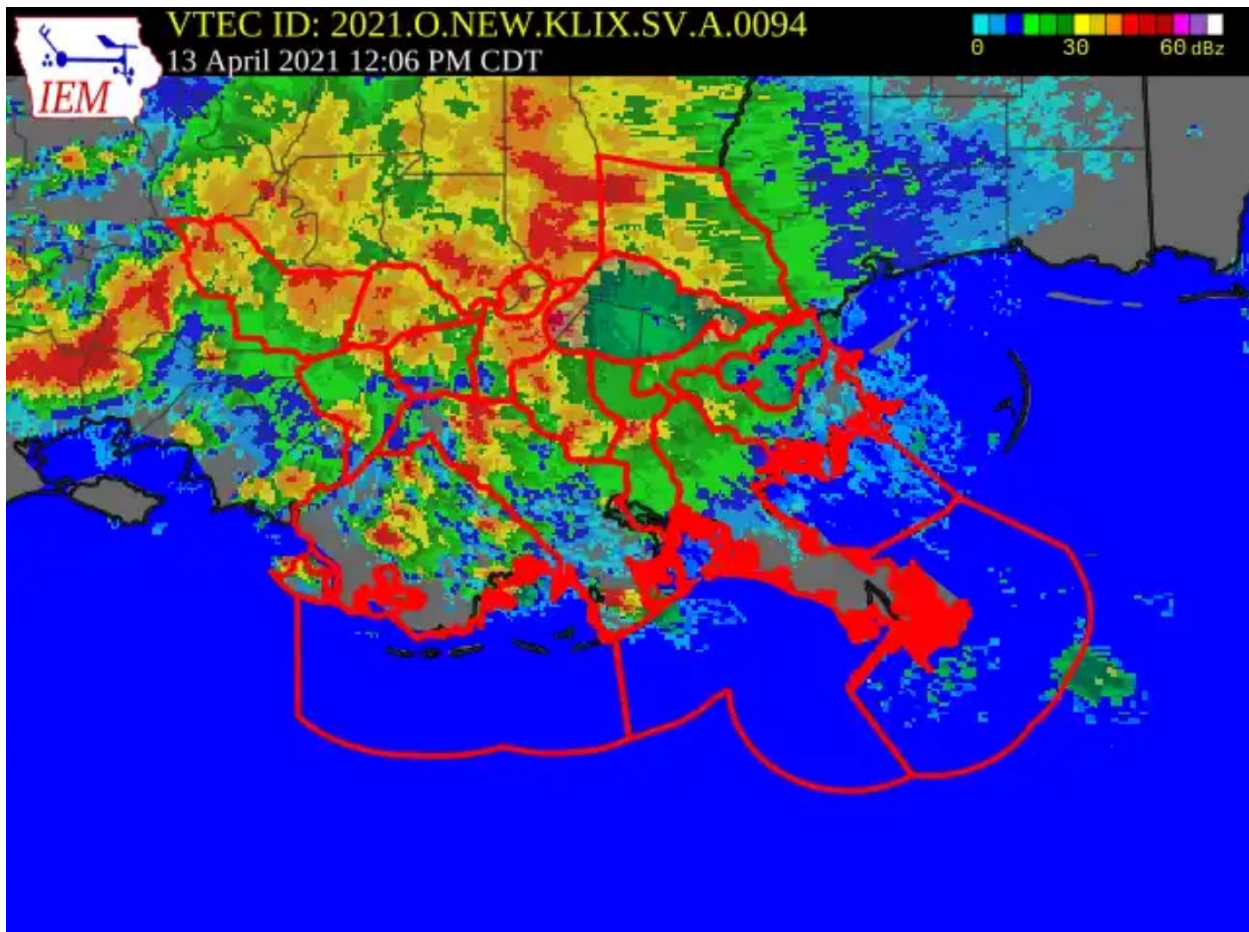 VTEC ID: 2021.O.NEW.KLIX.SV.A.0094
13 April 2021 12:06 PM CDT
IEM
0 30 60 dBz